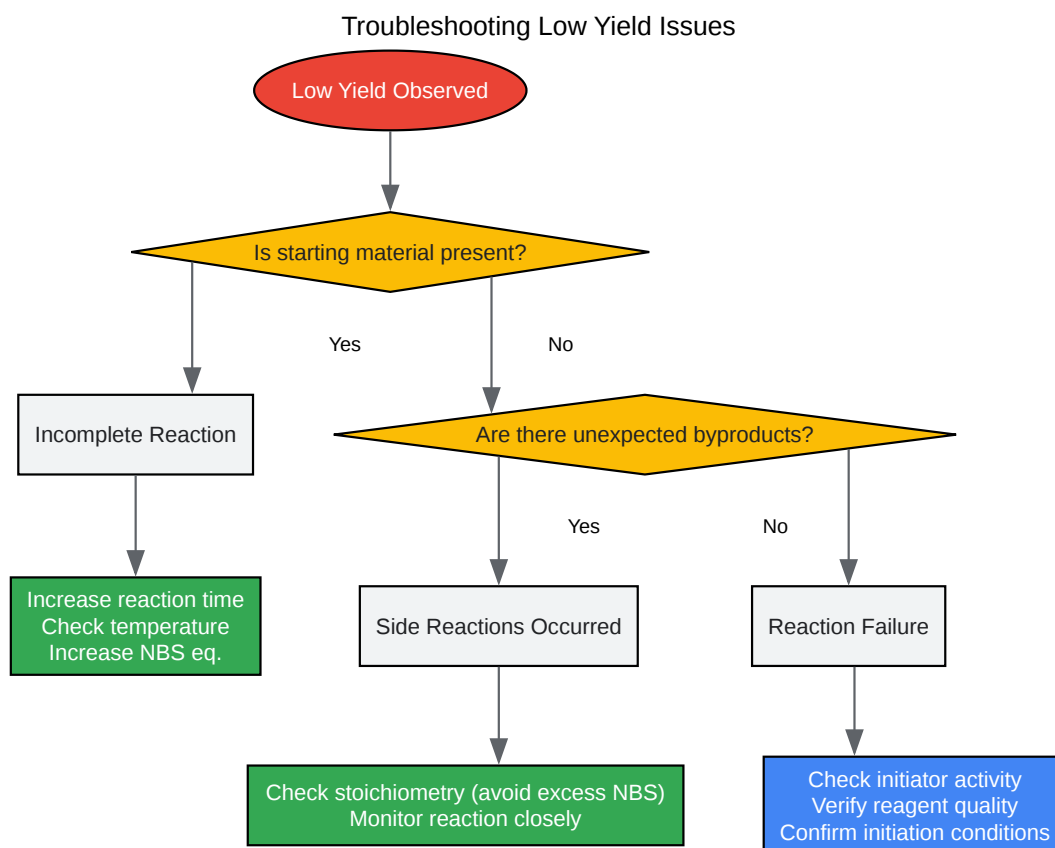 Troubleshooting Low Yield Issues
Low Yield Observed
Is starting material present?
Yes
No
Incomplete Reaction
Are there unexpected byproducts?
Yes
No
Increase reaction time
Check temperature
Increase NBS eq.
Side Reactions Occurred
Reaction Failure
Check stoichiometry (avoid excess NBS)
Monitor reaction closely
Check initiator activity
Verify reagent quality
Confirm initiation conditions